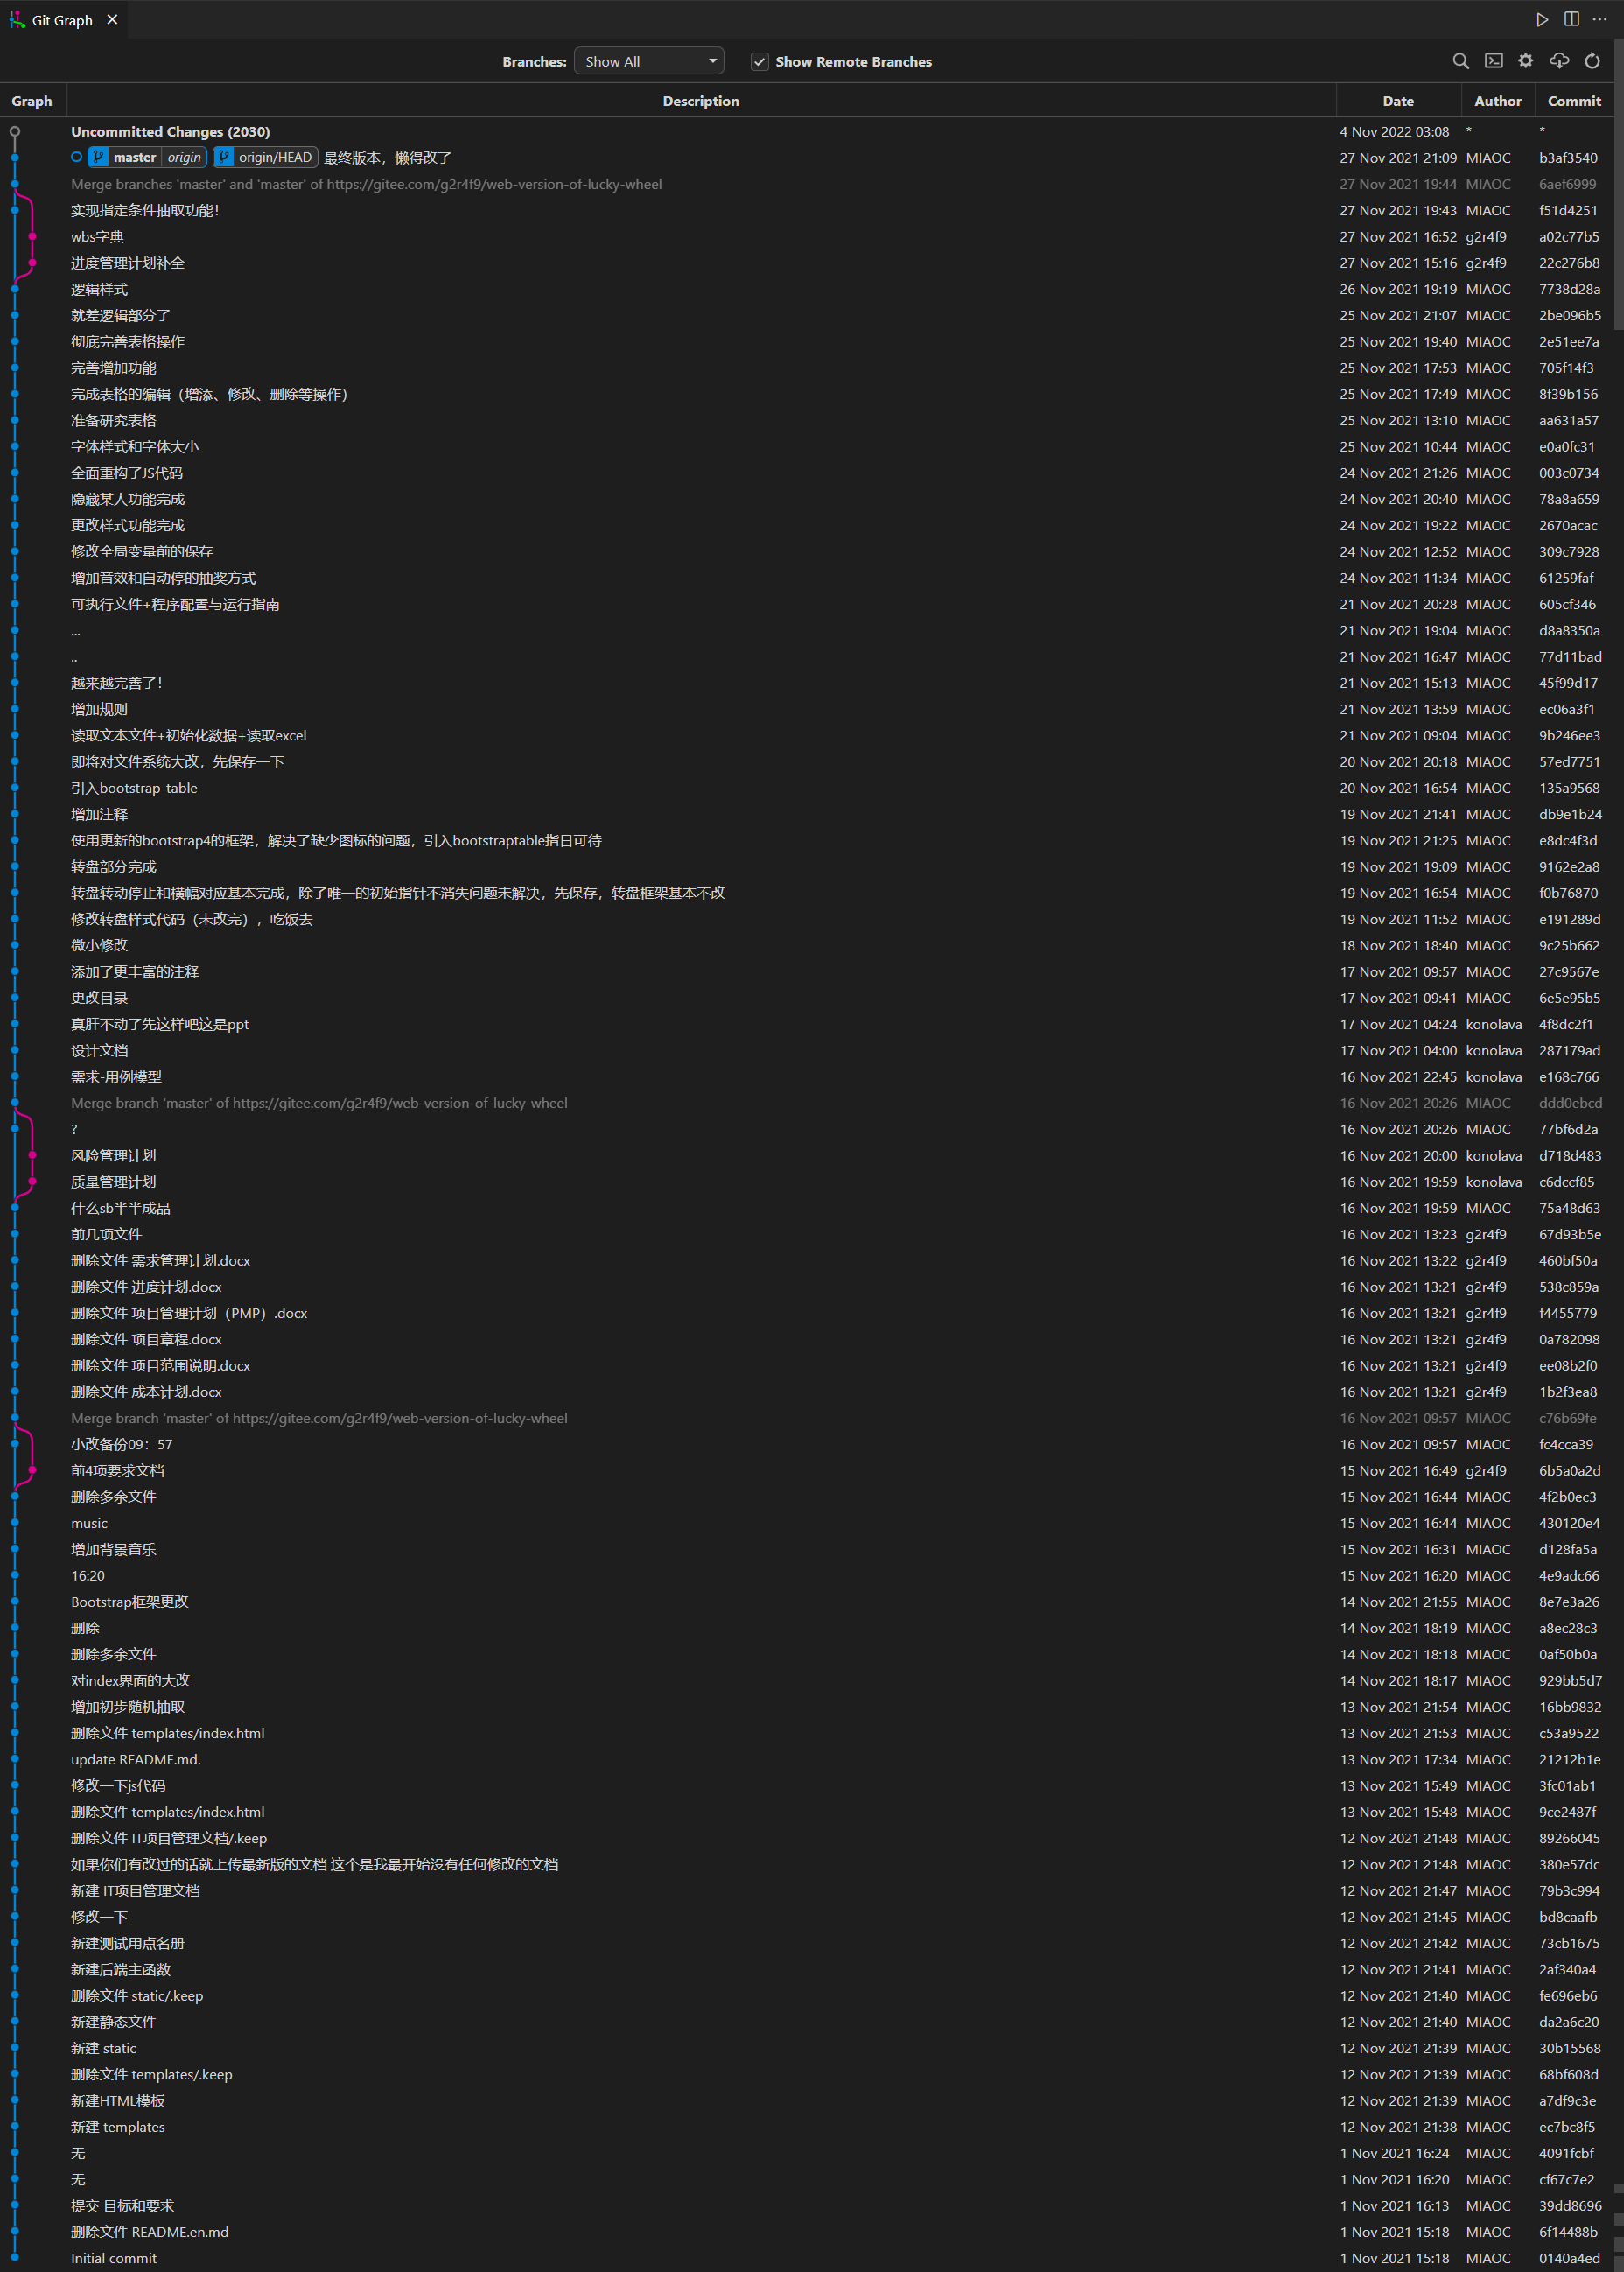 Git Graph
Branches: Show All Show Remote Branches
Graph Description Date Author Commit
Uncommitted Changes (2030) 4 Nov 2022 03:08 * *
master origin origin/HEAD 最终版本，懒得改了 27 Nov 2021 21:09 MIAOC b3af3540
Merge branches 'master' and 'master' of https://gitee.com/g2r4f9/web-version-of-lucky-wheel 27 Nov 2021 19:44 MIAOC 6aef6999
实现指定条件抽取功能！ 27 Nov 2021 19:43 MIAOC f51d4251
wbs字典 27 Nov 2021 16:52 g2r4f9 a02c77b5
进度管理计划补全 27 Nov 2021 15:16 g2r4f9 22c276b8
逻辑样式 26 Nov 2021 19:19 MIAOC 7738d28a
就差逻辑部分了 25 Nov 2021 21:07 MIAOC 2be096b5
彻底完善表格操作 25 Nov 2021 19:40 MIAOC 2e51ee7a
完善增加功能 25 Nov 2021 17:53 MIAOC 705f14f3
完成表格的编辑（增添、修改、删除等操作） 25 Nov 2021 17:49 MIAOC 8f39b156
准备研究表格 25 Nov 2021 13:10 MIAOC aa631a57
字体样式和字体大小 25 Nov 2021 10:44 MIAOC e0a0fc31
全面重构了JS代码 24 Nov 2021 21:26 MIAOC 003c0734
隐藏某人功能完成 24 Nov 2021 20:40 MIAOC 78a8a659
更改样式功能完成 24 Nov 2021 19:22 MIAOC 2670acac
修改全局变量前的保存 24 Nov 2021 12:52 MIAOC 309c7928
增加音效和自动停的抽奖方式 24 Nov 2021 11:34 MIAOC 61259faf
可执行文件+程序配置与运行指南 21 Nov 2021 20:28 MIAOC 605cf346
... 21 Nov 2021 19:04 MIAOC d8a8350a
.. 21 Nov 2021 16:47 MIAOC 77d11bad
越来越完善了！ 21 Nov 2021 15:13 MIAOC 45f99d17
增加规则 21 Nov 2021 13:59 MIAOC ec06a3f1
读取文本文件+初始化数据+读取excel 21 Nov 2021 09:04 MIAOC 9b246ee3
即将对文件系统大改，先保存一下 20 Nov 2021 20:18 MIAOC 57ed7751
引入bootstrap-table 20 Nov 2021 16:54 MIAOC 135a9568
增加注释 19 Nov 2021 21:41 MIAOC db9e1b24
使用更新的bootstrap4的框架，解决了缺少图标的问题，引入bootstraptable指日可待 19 Nov 2021 21:25 MIAOC e8dc4f3d
转盘部分完成 19 Nov 2021 19:09 MIAOC 9162e2a8
转盘转动停止和横幅对应基本完成，除了唯一的初始指针不消失问题未解决，先保存，转盘框架基本不改 19 Nov 2021 16:54 MIAOC f0b76870
修改转盘样式代码（未改完），吃饭去 19 Nov 2021 11:52 MIAOC e191289d
微小修改 18 Nov 2021 18:40 MIAOC 9c25b662
添加了更丰富的注释 17 Nov 2021 09:57 MIAOC 27c9567e
更改目录 17 Nov 2021 09:41 MIAOC 6e5e95b5
真肝不动了先这样吧这是ppt 17 Nov 2021 04:24 konolava 4f8dc2f1
设计文档 17 Nov 2021 04:00 konolava 287179ad
需求-用例模型 16 Nov 2021 22:45 konolava e168c766
Merge branch 'master' of https://gitee.com/g2r4f9/web-version-of-lucky-wheel 16 Nov 2021 20:26 MIAOC ddd0ebcd
? 16 Nov 2021 20:26 MIAOC 77bf6d2a
风险管理计划 16 Nov 2021 20:00 konolava d718d483
质量管理计划 16 Nov 2021 19:59 konolava c6dccf85
什么sb半半成品 16 Nov 2021 19:59 MIAOC 75a48d63
前几项文件 16 Nov 2021 13:23 g2r4f9 67d93b5e
删除文件 需求管理计划.docx 16 Nov 2021 13:22 g2r4f9 460bf50a
删除文件 进度计划.docx 16 Nov 2021 13:21 g2r4f9 538c859a
删除文件 项目管理计划（PMP）.docx 16 Nov 2021 13:21 g2r4f9 f4455779
删除文件 项目章程.docx 16 Nov 2021 13:21 g2r4f9 0a782098
删除文件 项目范围说明.docx 16 Nov 2021 13:21 g2r4f9 ee08b2f0
删除文件 成本计划.docx 16 Nov 2021 13:21 g2r4f9 1b2f3ea8
Merge branch 'master' of https://gitee.com/g2r4f9/web-version-of-lucky-wheel 16 Nov 2021 09:57 MIAOC c76b69fe
小改备份09：57 16 Nov 2021 09:57 MIAOC fc4cca39
前4项要求文档 15 Nov 2021 16:49 g2r4f9 6b5a0a2d
删除多余文件 15 Nov 2021 16:44 MIAOC 4f2b0ec3
music 15 Nov 2021 16:44 MIAOC 430120e4
增加背景音乐 15 Nov 2021 16:31 MIAOC d128fa5a
16:20 15 Nov 2021 16:20 MIAOC 4e9adc66
Bootstrap框架更改 14 Nov 2021 21:55 MIAOC 8e7e3a26
删除 14 Nov 2021 18:19 MIAOC a8ec28c3
删除多余文件 14 Nov 2021 18:18 MIAOC 0af50b0a
对index界面的大改 14 Nov 2021 18:17 MIAOC 929bb5d7
增加初步随机抽取 13 Nov 2021 21:54 MIAOC 16bb9832
删除文件 templates/index.html 13 Nov 2021 21:53 MIAOC c53a9522
update README.md. 13 Nov 2021 17:34 MIAOC 21212b1e
修改一下js代码 13 Nov 2021 15:49 MIAOC 3fc01ab1
删除文件 templates/index.html 13 Nov 2021 15:48 MIAOC 9ce2487f
删除文件 IT项目管理文档/.keep 12 Nov 2021 21:48 MIAOC 89266045
如果你们有改过的话就上传最新版的文档 这个是我最开始没有任何修改的文档 12 Nov 2021 21:48 MIAOC 380e57dc
新建 IT项目管理文档 12 Nov 2021 21:47 MIAOC 79b3c994
修改一下 12 Nov 2021 21:45 MIAOC bd8caafb
新建测试用点名册 12 Nov 2021 21:42 MIAOC 73cb1675
新建后端主函数 12 Nov 2021 21:41 MIAOC 2af340a4
删除文件 static/.keep 12 Nov 2021 21:40 MIAOC fe696eb6
新建静态文件 12 Nov 2021 21:40 MIAOC da2a6c20
新建 static 12 Nov 2021 21:39 MIAOC 30b15568
删除文件 templates/.keep 12 Nov 2021 21:39 MIAOC 68bf608d
新建HTML模板 12 Nov 2021 21:39 MIAOC a7df9c3e
新建 templates 12 Nov 2021 21:38 MIAOC ec7bc8f5
无 1 Nov 2021 16:24 MIAOC 4091fcbf
无 1 Nov 2021 16:20 MIAOC cf67c7e2
提交 目标和要求 1 Nov 2021 16:13 MIAOC 39dd8696
删除文件 README.en.md 1 Nov 2021 15:18 MIAOC 6f14488b
Initial commit 1 Nov 2021 15:18 MIAOC 0140a4ed